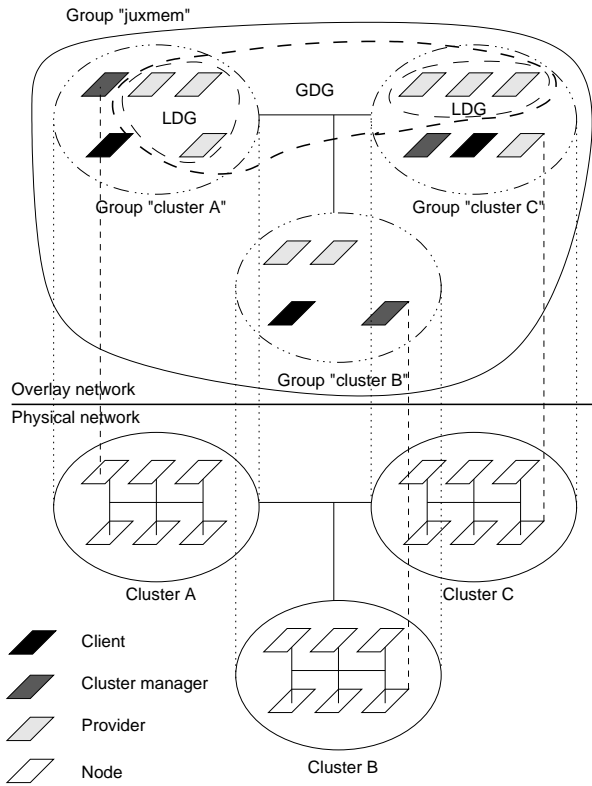 Group "juxmem"
GDG
LDG
LDG
Group "cluster A"
Group "cluster C"
Group "cluster B"
Overlay network
Physical network
Cluster A
Cluster C
Cluster B
Client
Cluster manager
Provider
Node